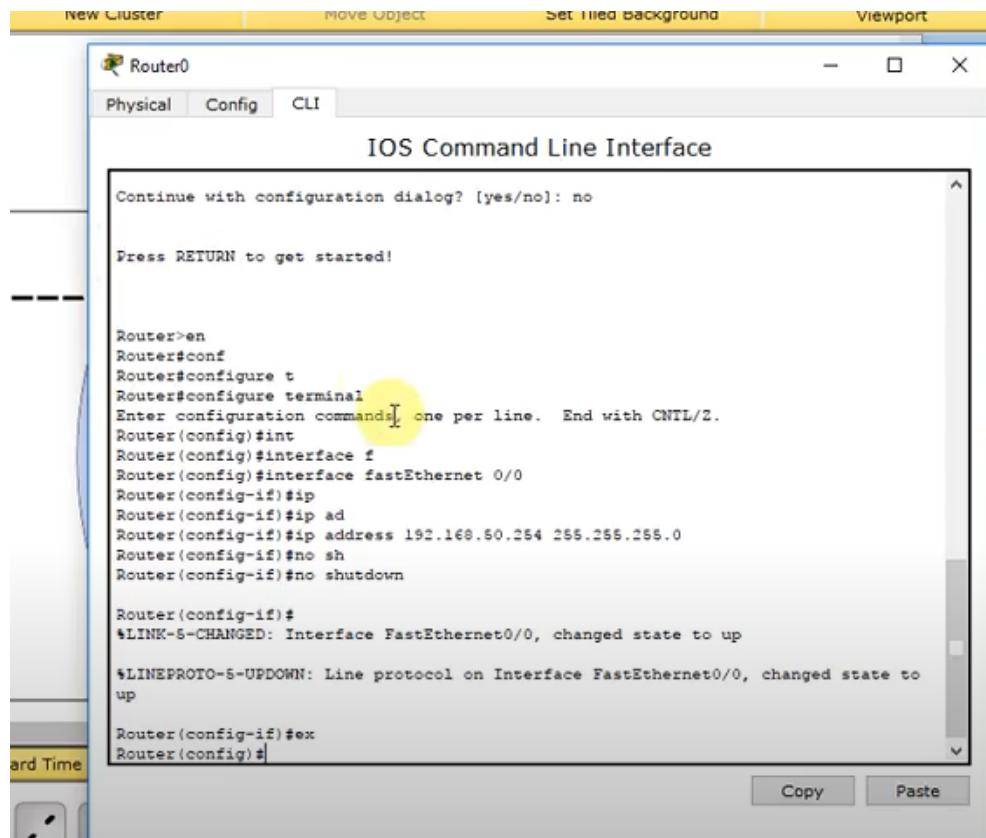 New Cluster Move Object Set Tiled Background Viewport
Router0
Physical Config CLI
IOS Command Line Interface
Continue with configuration dialog? [yes/no]: no
Press RETURN to get started!
Router>en
Router#conf
Router#configure t
Router#configure terminal
Enter configuration commands, one per line. End with CNTL/Z.
Router(config)#int
Router(config)#interface f
Router(config)#interface fastEthernet 0/0
Router(config-if)#ip
Router(config-if)#ip ad
Router(config-if)#ip address 192.168.50.254 255.255.255.0
Router(config-if)#no sh
Router(config-if)#no shutdown
Router(config-if)#
%LINK-5-CHANGED: Interface FastEthernet0/0, changed state to up
%LINEPROTO-5-UPDOWN: Line protocol on Interface FastEthernet0/0, changed state to
up
Router(config-if)#ex
Router(config)#
ard Time
Copy Paste